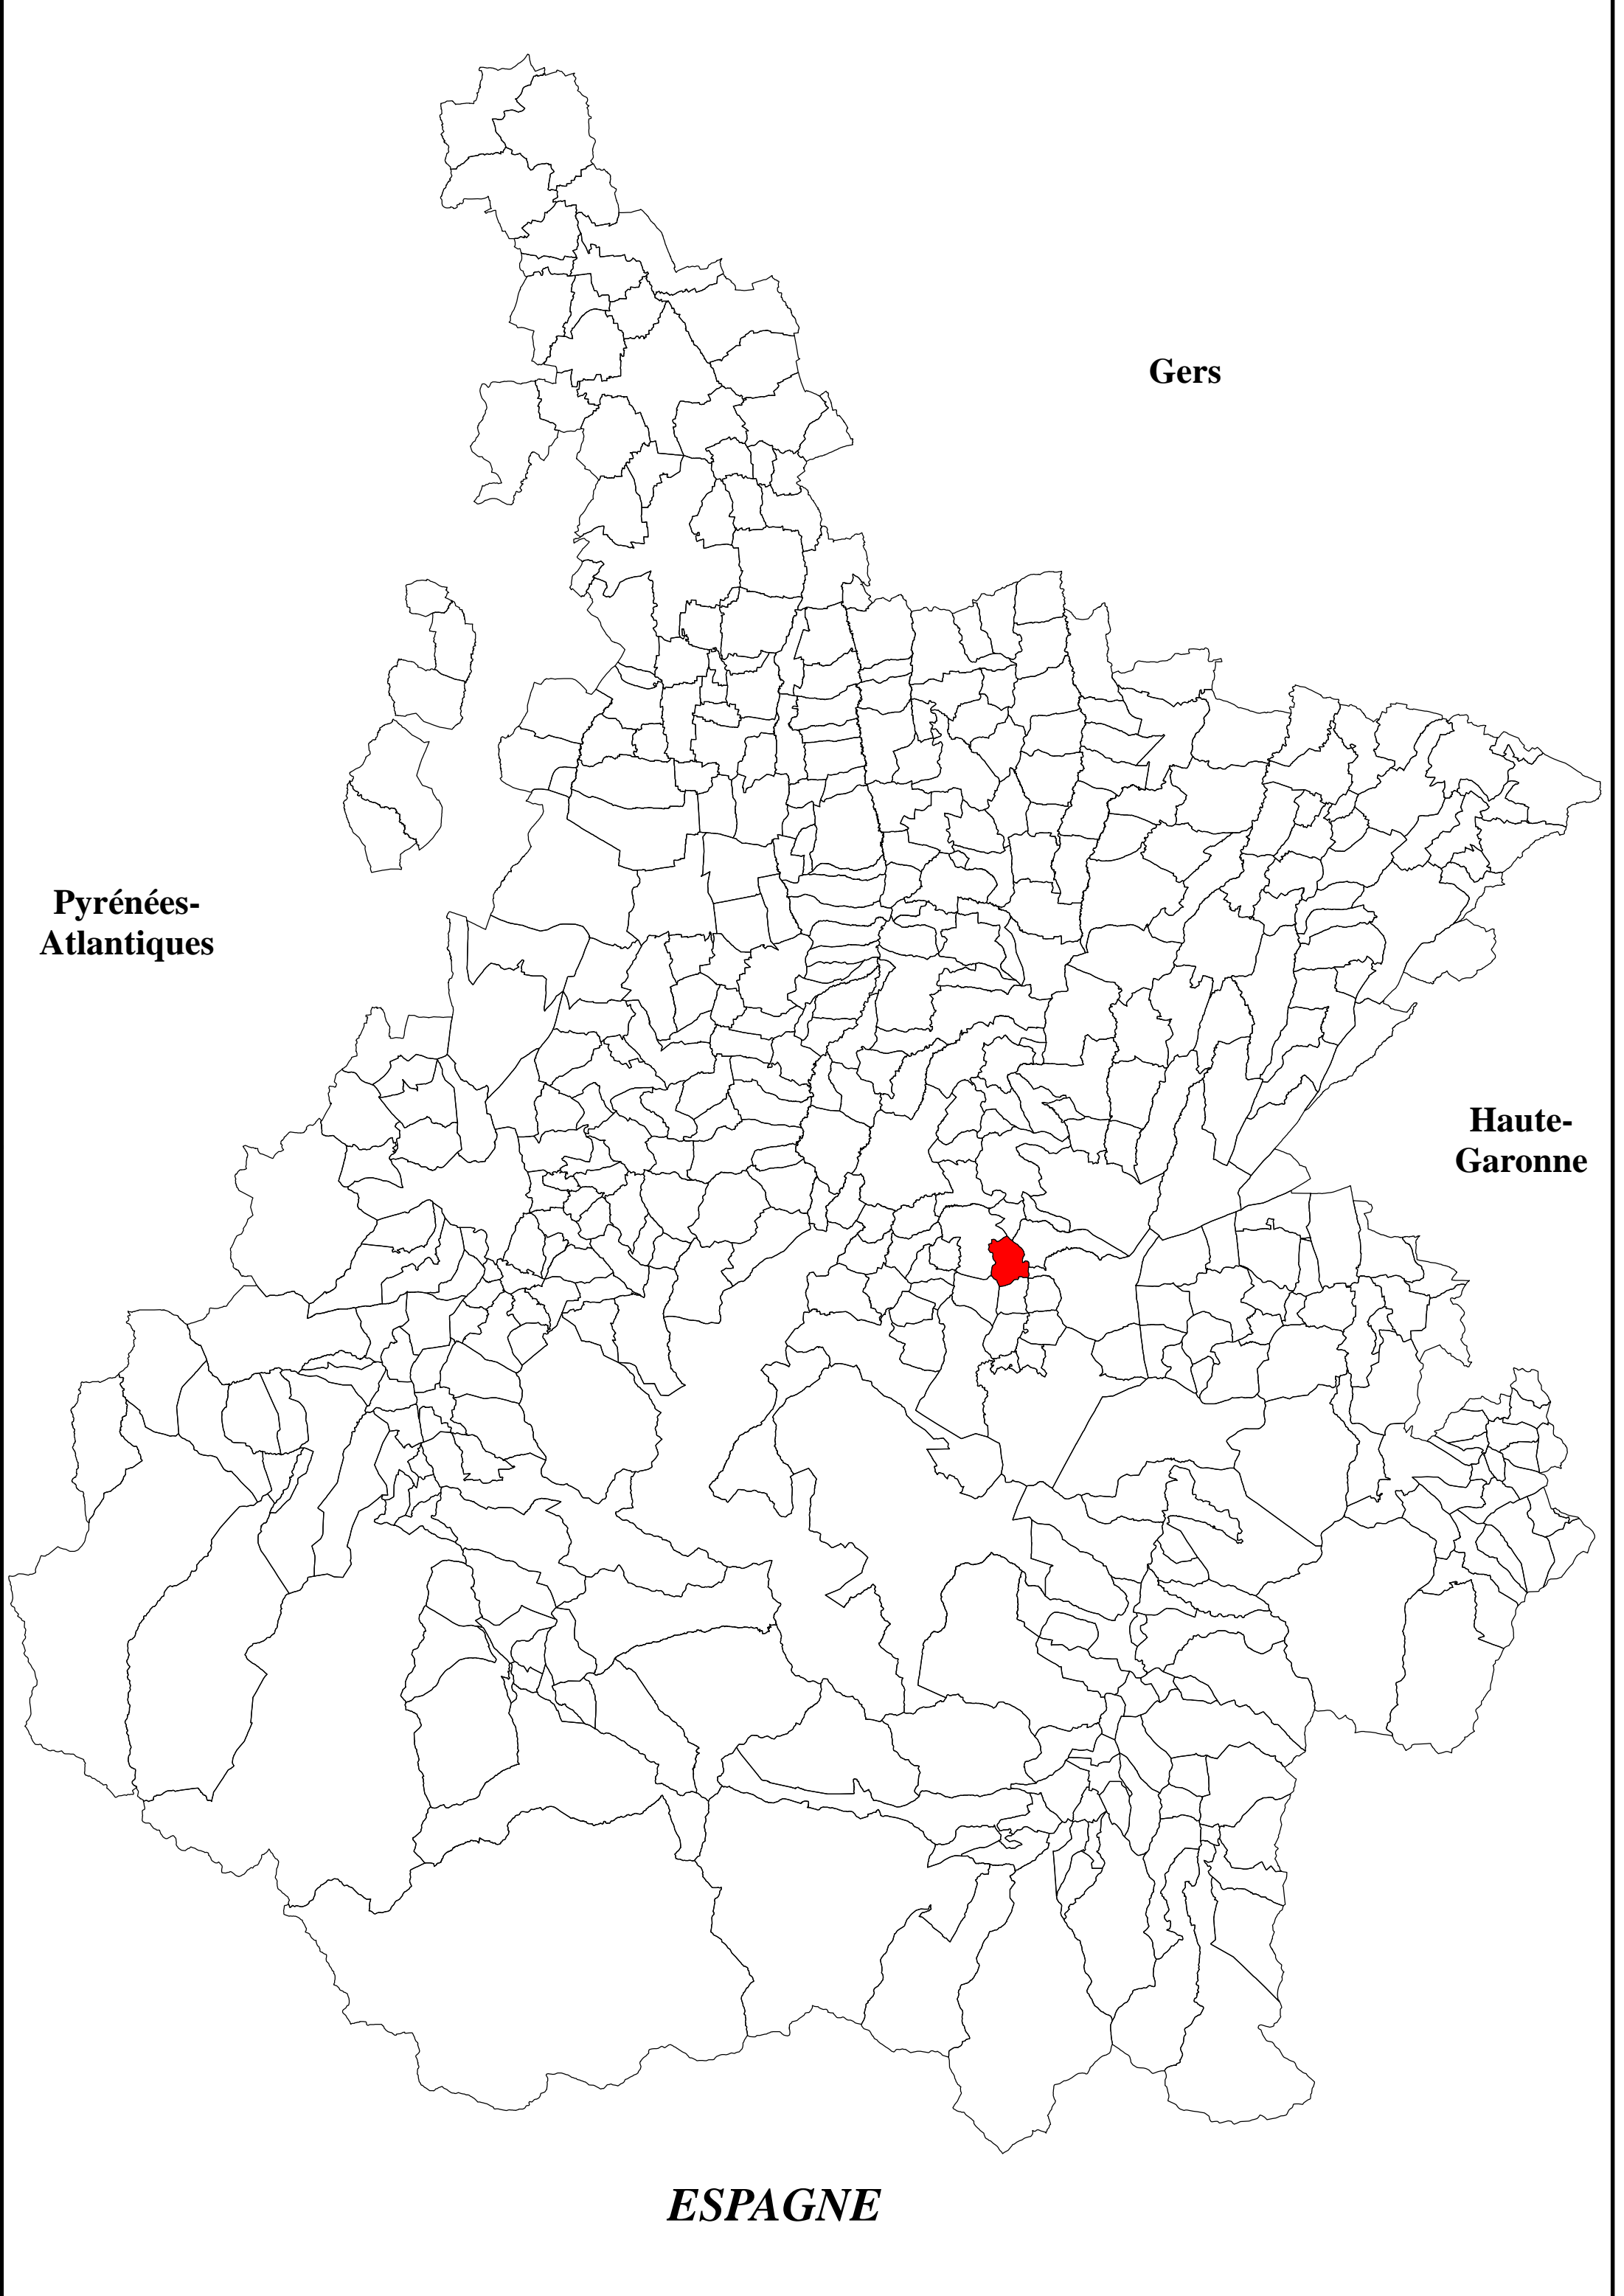 Gers
Pyrénées-
Atlantiques
Haute-
Garonne
ESPAGNE